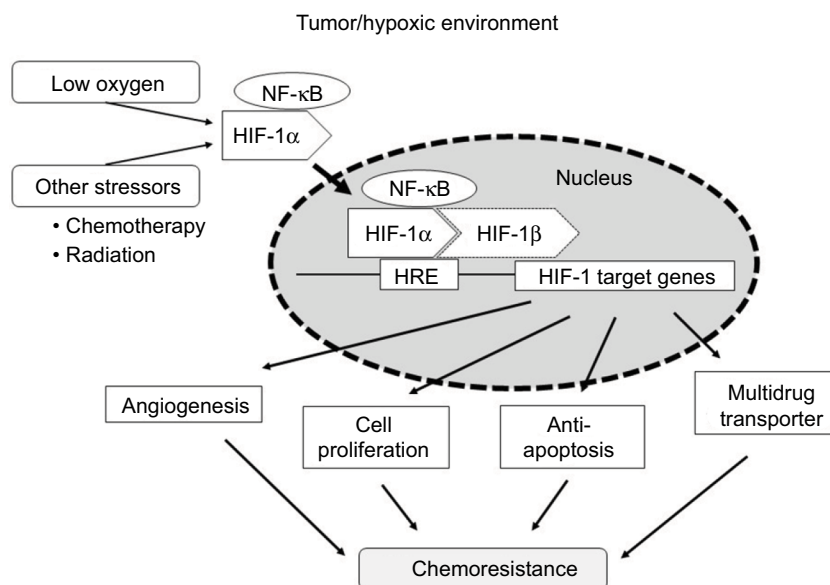 Tumor/hypoxic environment
Low oxygen
NF-κB
HIF-1α
Other stressors
• Chemotherapy
• Radiation
Nucleus
NF-κB
HIF-1α
HIF-1β
HRE
HIF-1 target genes
Angiogenesis
Cell
proliferation
Anti-
apoptosis
Multidrug
transporter
Chemoresistance